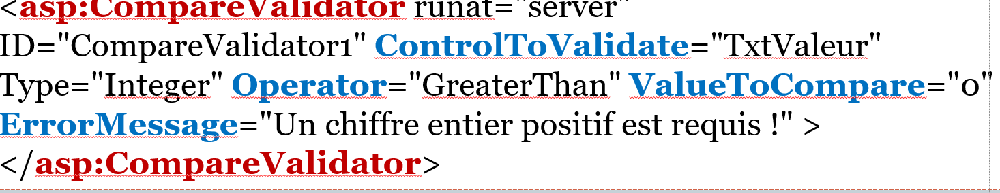 <asp:CompareValidator runat="server"
ID="CompareValidator1" ControlToValidate="TxtValeur"
Type="Integer" Operator="GreaterThan" ValueToCompare="0"
ErrorMessage="Un chiffre entier positif est requis !" >
</asp:CompareValidator>